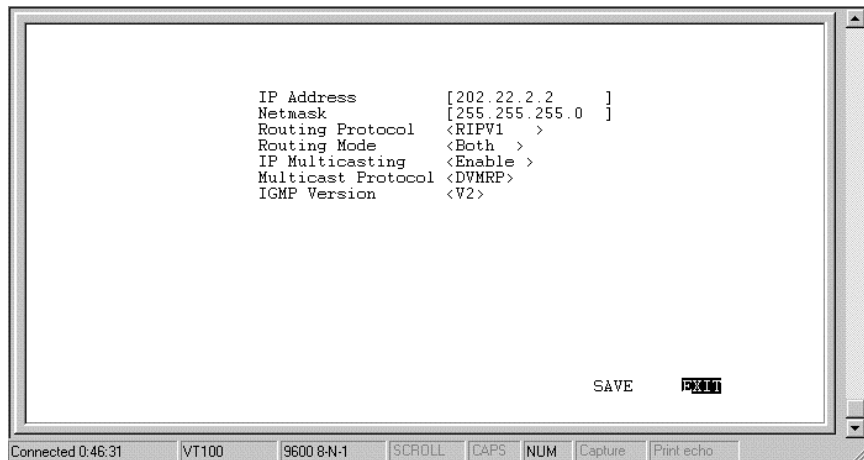 IP Address [202.22.2.2 ]
Netmask [255.255.255.0 ]
Routing Protocol <RIPV1 >
Routing Mode <Both >
IP Multicasting <Enable >
Multicast Protocol <DVMRP>
IGMP Version <V2>
SAVE EXIT
Connected 0:46:31 VT100 9600 8-N-1 SCROLL CAPS NUM Capture Print echo